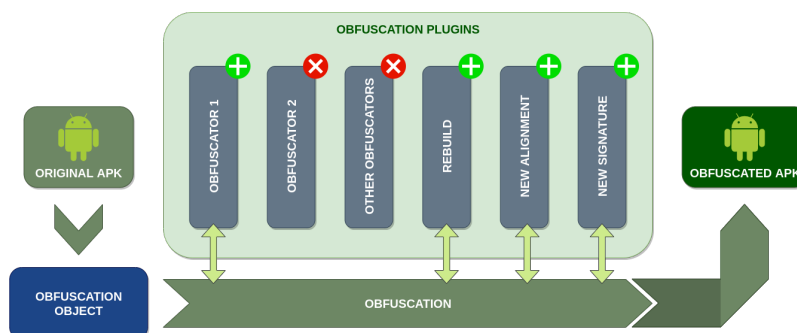 OBFUSCATION PLUGINS
OBFUSCATOR 1
OBFUSCATOR 2
OTHER OBFUSCATORS
REBUILD
NEW ALIGNMENT
NEW SIGNATURE
ORIGINAL APK
OBFUSCATED APK
OBFUSCATION
OBJECT
OBFUSCATION